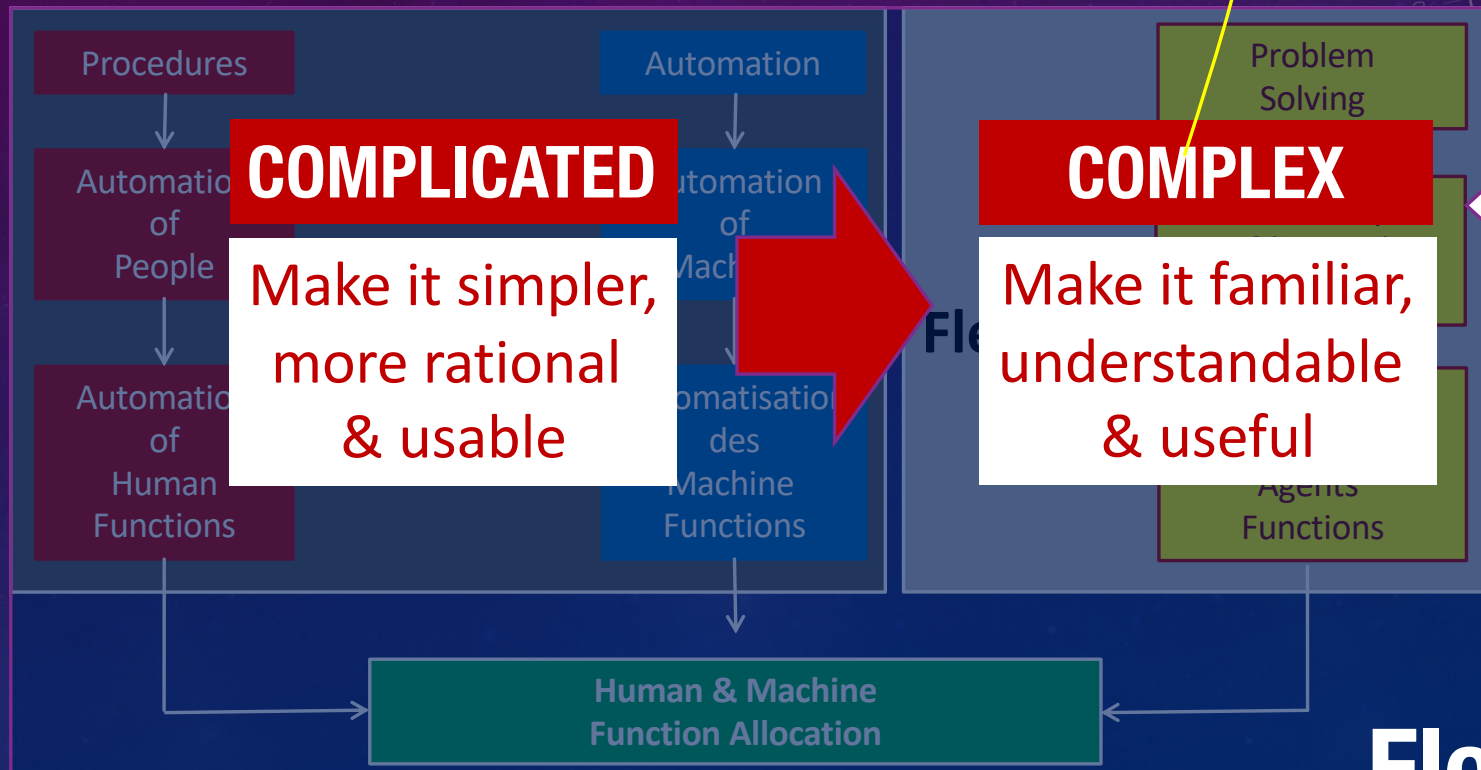 Procedures
Automation
Problem
Solving
COMPLICATED
COMPLEX
Automatio
of
People
utomation
of
Mach
Make it simpler,
more rational
& usable
Make it familiar,
understandable
& useful
Fle
Automatio
of
Human
Functions
omatisatio
des
Machine
Functions
Agents
Functions
Human & Machine
Function Allocation